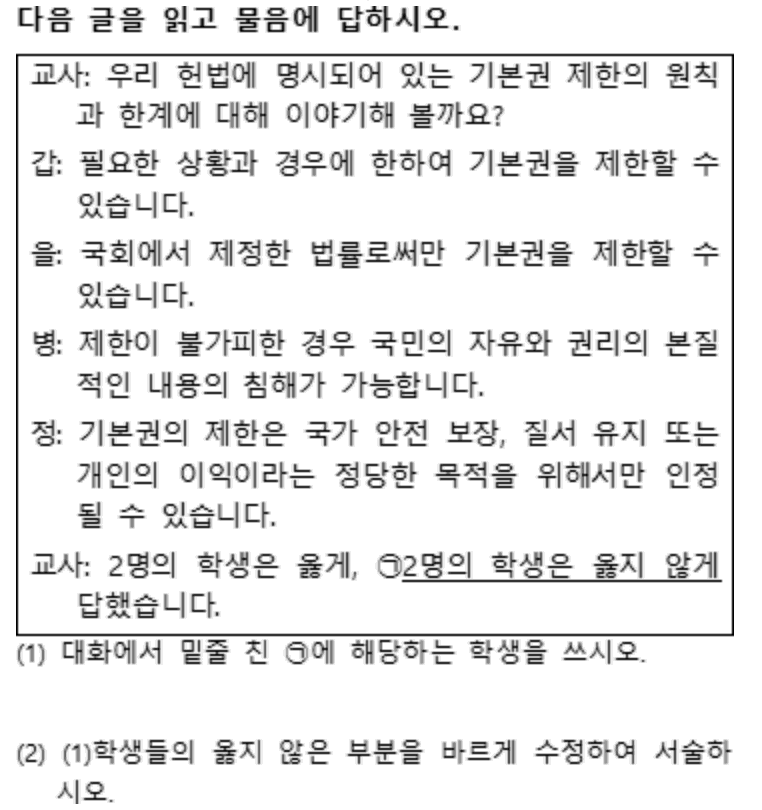 다음 글을 읽고 물음에 답하시오.
교사: 우리 헌법에 명시되어 있는 기본권 제한의 원칙
과 한계에 대해 이야기해 볼까요?
갑: 필요한 상황과 경우에 한하여 기본권을 제한할 수
있습니다.
을: 국회에서 제정한 법률로써만 기본권을 제한할 수
있습니다.
병: 제한이 불가피한 경우 국민의 자유와 권리의 본질
적인 내용의 침해가 가능합니다.
정: 기본권의 제한은 국가 안전 보장, 질서 유지 또는
개인의 이익이라는 정당한 목적을 위해서만 인정
될 수 있습니다.
교사: 2명의 학생은 옳게, ㉠2명의 학생은 옳지 않게
답했습니다.
(1) 대화에서 밑줄 친 ㉠에 해당하는 학생을 쓰시오.
(2) (1)학생들의 옳지 않은 부분을 바르게 수정하여 서술하
시오.